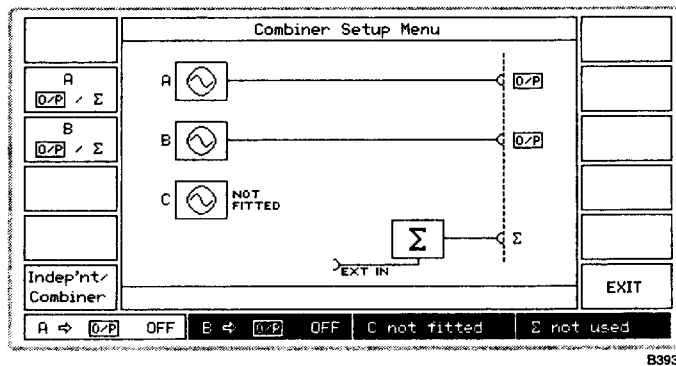 Combiner Setup Menu
A
O/P / Σ
B
O/P / Σ
Indep'nt/
Combiner
A
O/P
B
O/P
C
NOT
FITTED
Σ
Σ
EXT IN
EXIT
A ⇨ O/P OFF
B ⇨ O/P OFF
C not fitted
Σ not used
B393